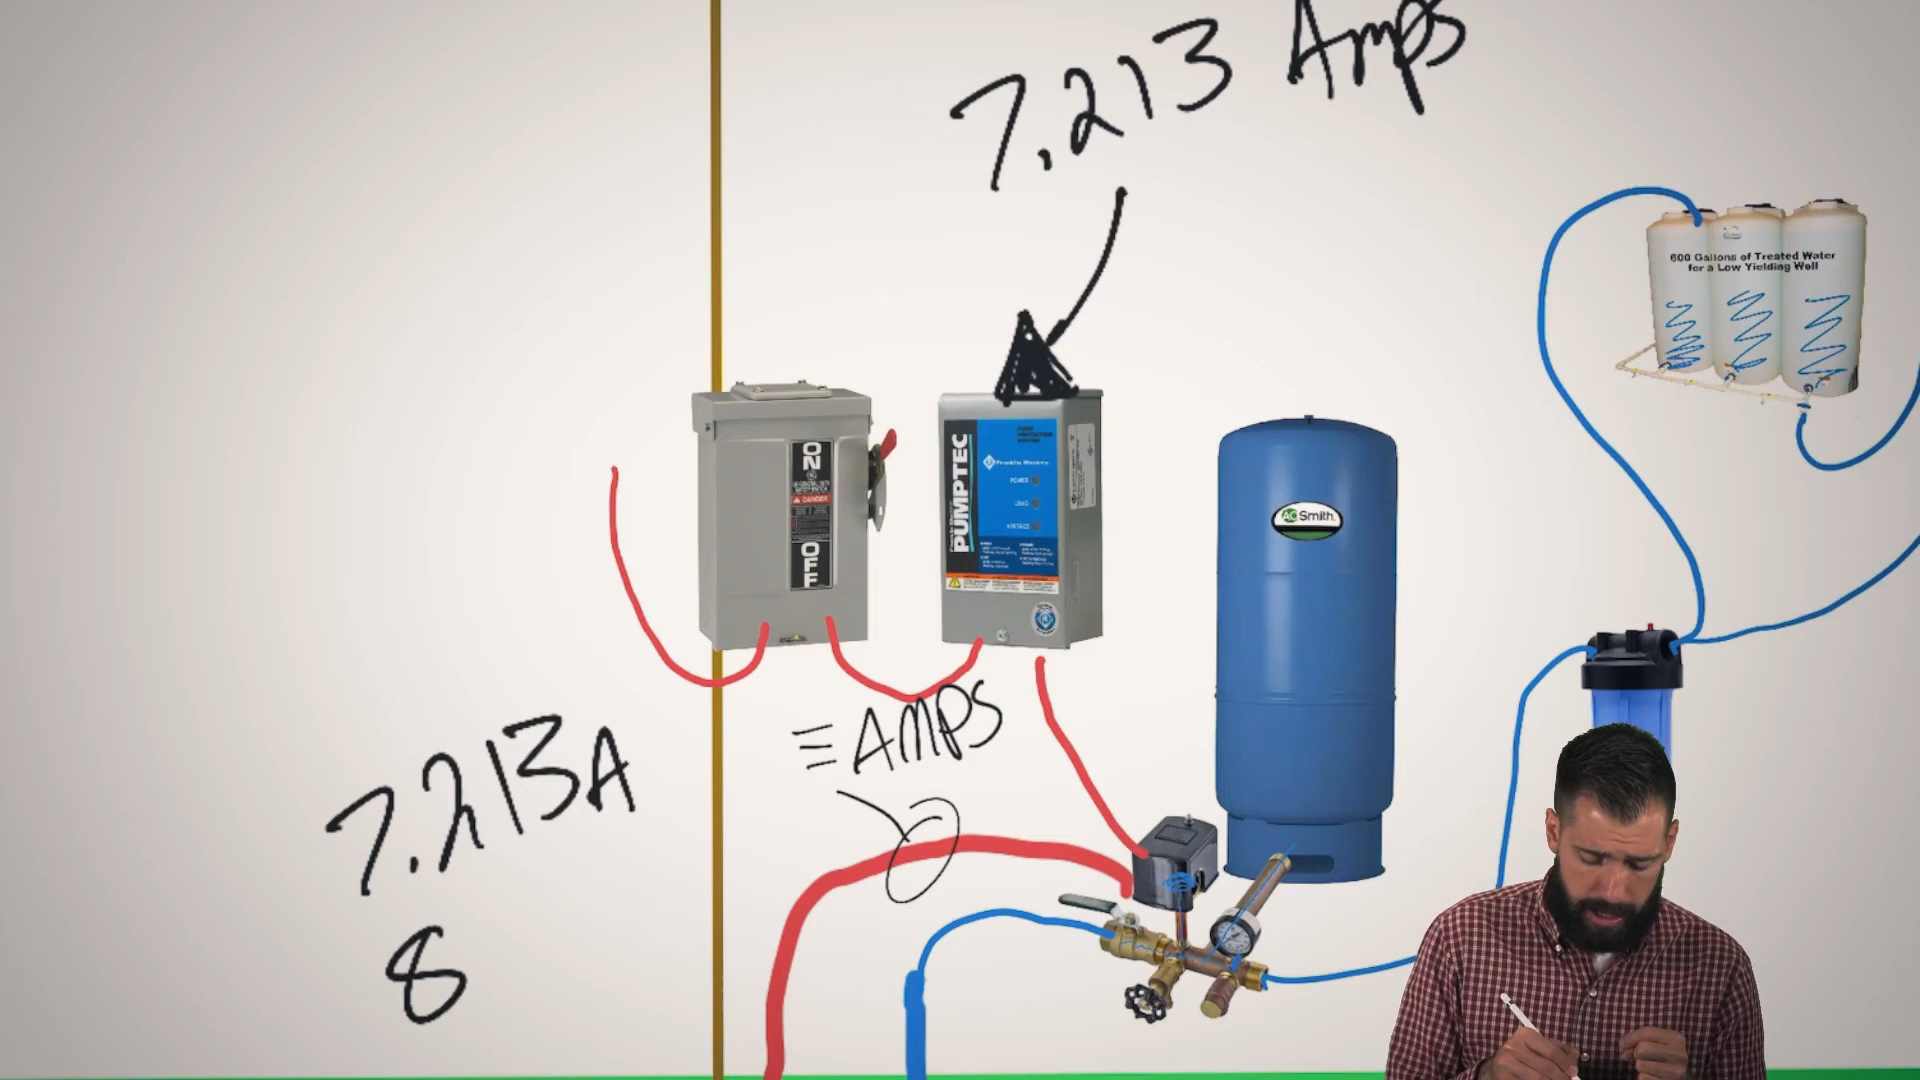 7.213 Amps
600 Gallons of Treated Water
for a Low Yielding Well
ON
DANGER
OFF
PUMPTEC
Franklin Electric
POWER
LOAD
VOLTAGE
AO Smith
≡ AMPS
7.213A
8